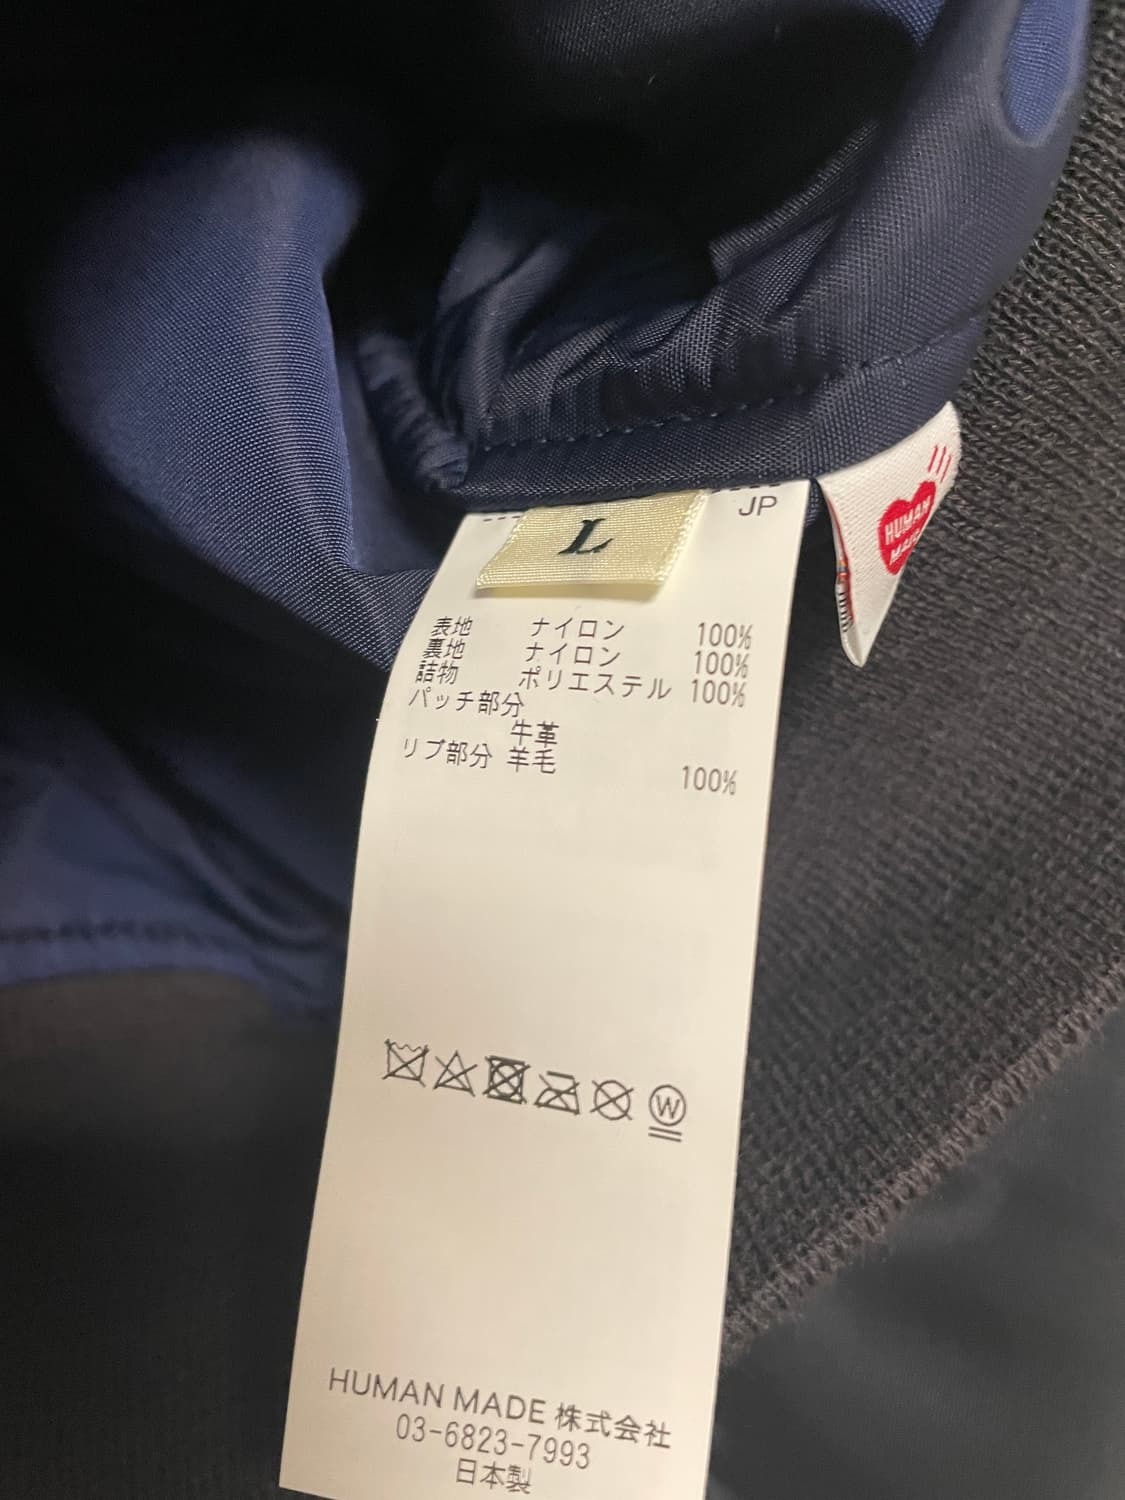 JP
L
HUMAN
MADE
表地 ナイロン 100%
裏地 ナイロン 100%
詰物 ポリエステル 100%
パッチ部分
牛革
リブ部分 羊毛 100%
W
HUMAN MADE 株式会社
03-6823-7993
日本製